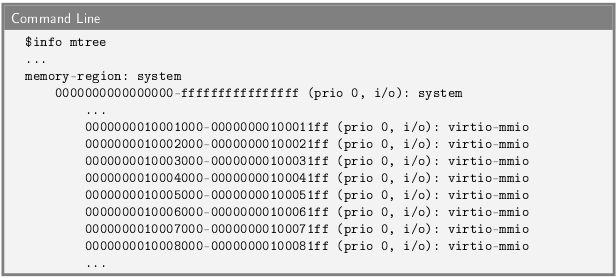 Command Line
$info mtree
...
memory-region: system
0000000000000000-ffffffffffffffff (prio 0, i/o): system
...
0000000010001000-00000000100011ff (prio 0, i/o): virtio-mmio
0000000010002000-00000000100021ff (prio 0, i/o): virtio-mmio
0000000010003000-00000000100031ff (prio 0, i/o): virtio-mmio
0000000010004000-00000000100041ff (prio 0, i/o): virtio-mmio
0000000010005000-00000000100051ff (prio 0, i/o): virtio-mmio
0000000010006000-00000000100061ff (prio 0, i/o): virtio-mmio
0000000010007000-00000000100071ff (prio 0, i/o): virtio-mmio
0000000010008000-00000000100081ff (prio 0, i/o): virtio-mmio
...